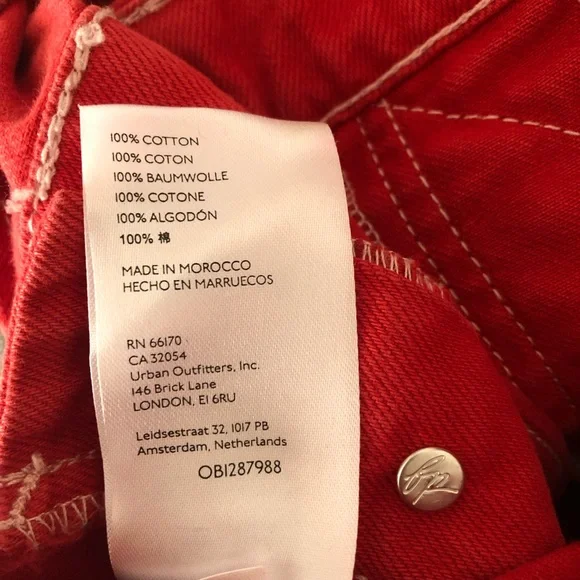 100% COTTON
100% COTON
100% BAUMWOLLE
100% COTONE
100% ALGODÓN
100% 棉
MADE IN MOROCCO
HECHO EN MARRUECOS
RN 66170
CA 32054
Urban Outfitters, Inc.
146 Brick Lane
LONDON, E1 6RU
Leidsestraat 32, 1017 PB
Amsterdam, Netherlands
OB1287988